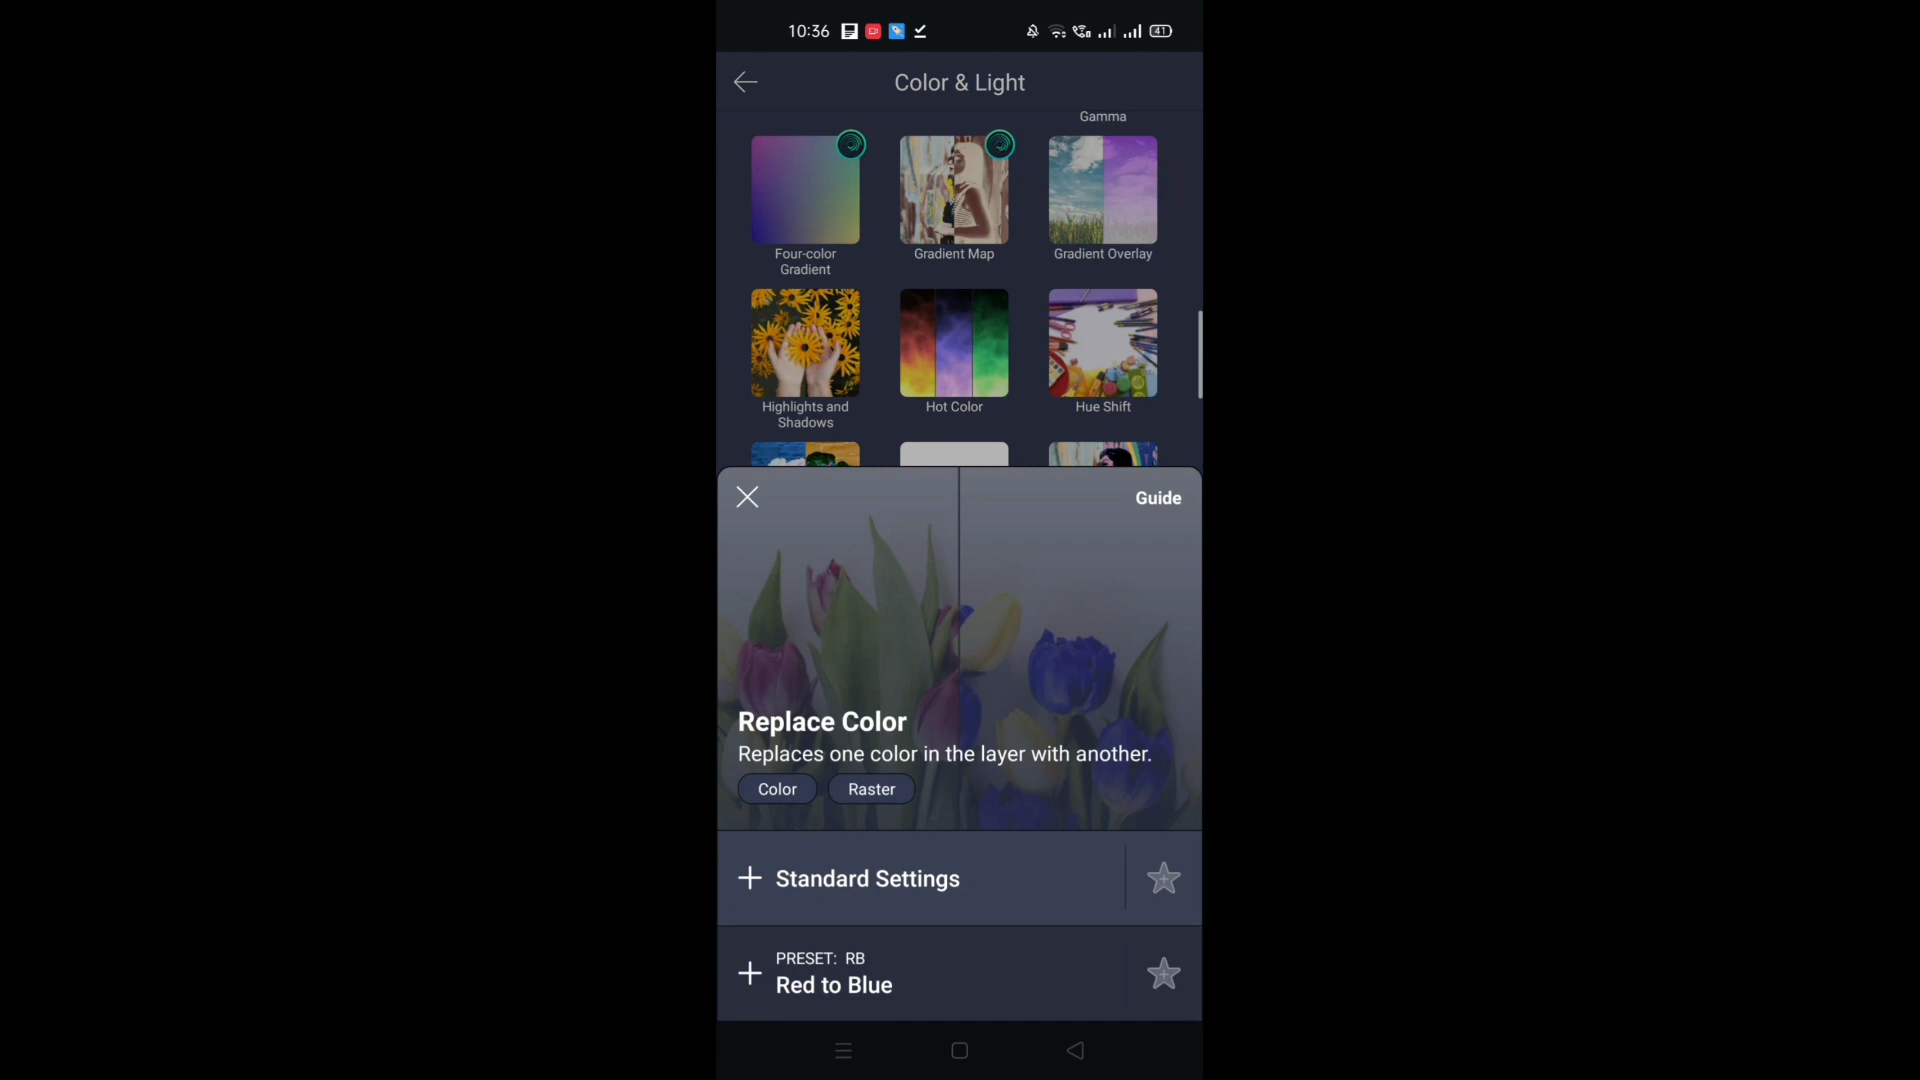 10:36
41
Color & Light
Gamma
Four-color
Gradient
Gradient Map
Gradient Overlay
Highlights and
Shadows
Hot Color
Hue Shift
Guide
Replace Color
Replaces one color in the layer with another.
Color
Raster
Standard Settings
PRESET: RB
Red to Blue